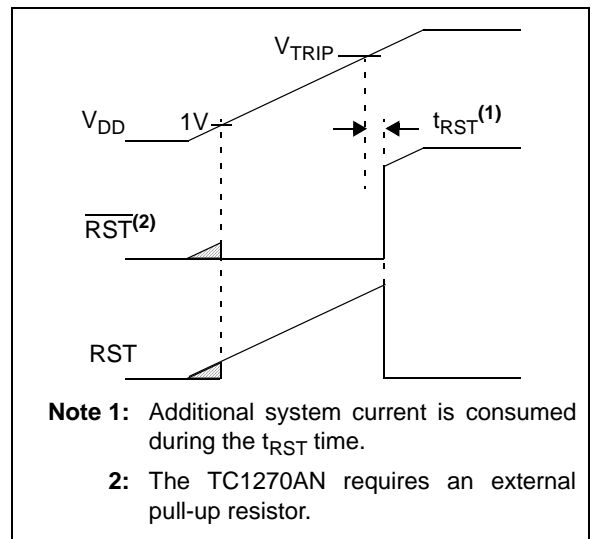 VTRIP
VDD 1V tRST(1)
RST(2)
RST
Note 1: Additional system current is consumed
during the tRST time.
2: The TC1270AN requires an external
pull-up resistor.